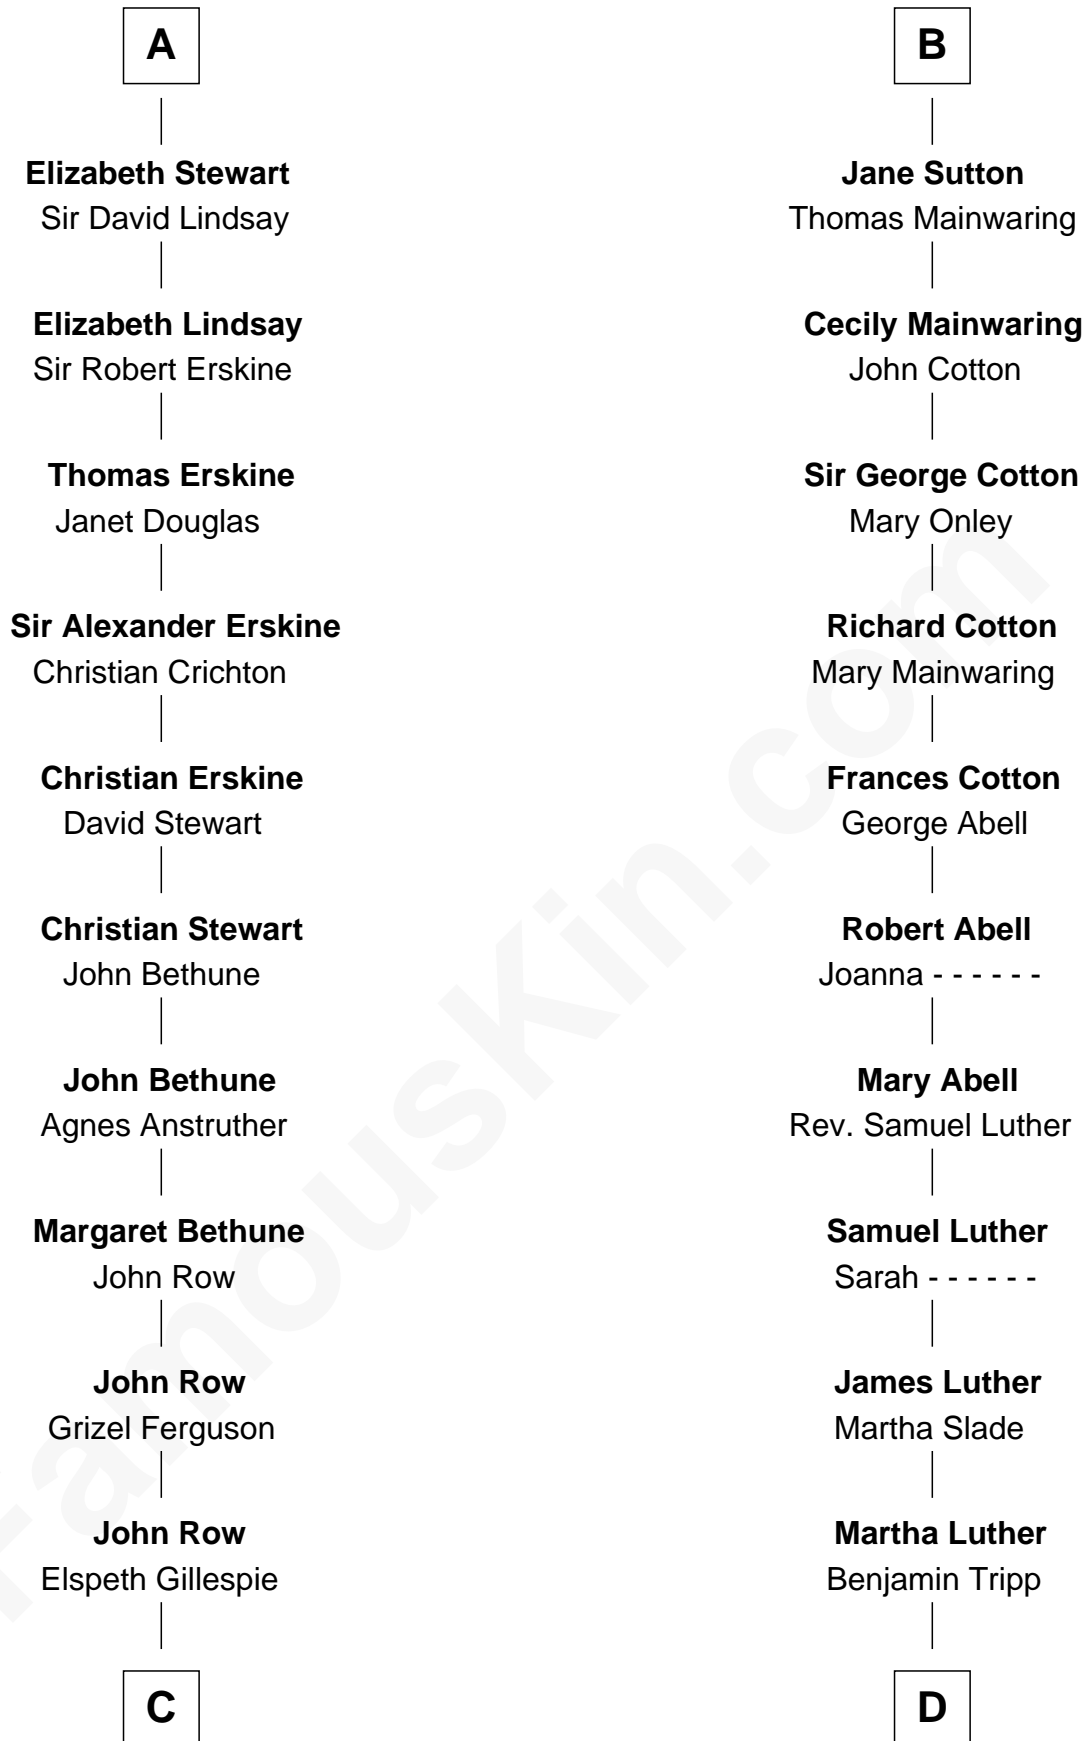 A
Elizabeth Stewart
Sir David Lindsay
Elizabeth Lindsay
Sir Robert Erskine
Thomas Erskine
Janet Douglas
Sir Alexander Erskine
Christian Crichton
Christian Erskine
David Stewart
Christian Stewart
John Bethune
John Bethune
Agnes Anstruther
Margaret Bethune
John Row
John Row
Grizel Ferguson
John Row
Elspeth Gillespie
C
B
Jane Sutton
Thomas Mainwaring
Cecily Mainwaring
John Cotton
Sir George Cotton
Mary Onley
Richard Cotton
Mary Mainwaring
Frances Cotton
George Abell
Robert Abell
Joanna - - - - - -
Mary Abell
Rev. Samuel Luther
Samuel Luther
Sarah - - - - - -
James Luther
Martha Slade
Martha Luther
Benjamin Tripp
D
FamousKin.com